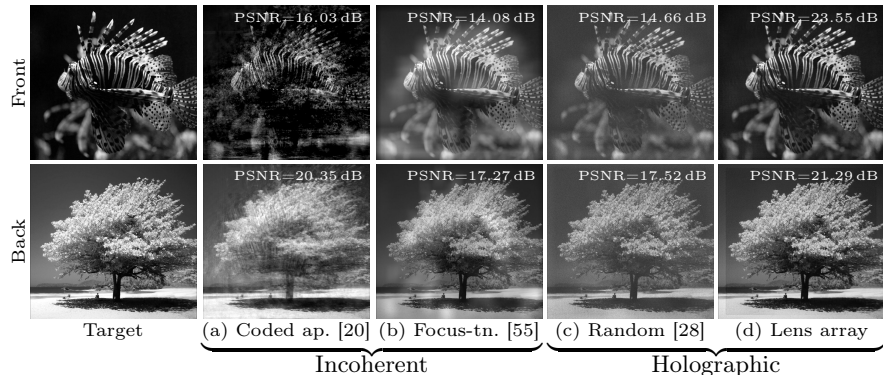 PSNR=16.03 dB PSNR=14.08 dB PSNR=14.66 dB PSNR=23.55 dB
Front
PSNR=20.35 dB PSNR=17.27 dB PSNR=17.52 dB PSNR=21.29 dB
Back
Target (a) Coded ap. [20] (b) Focus-tn. [55] (c) Random [28] (d) Lens array
Incoherent Holographic